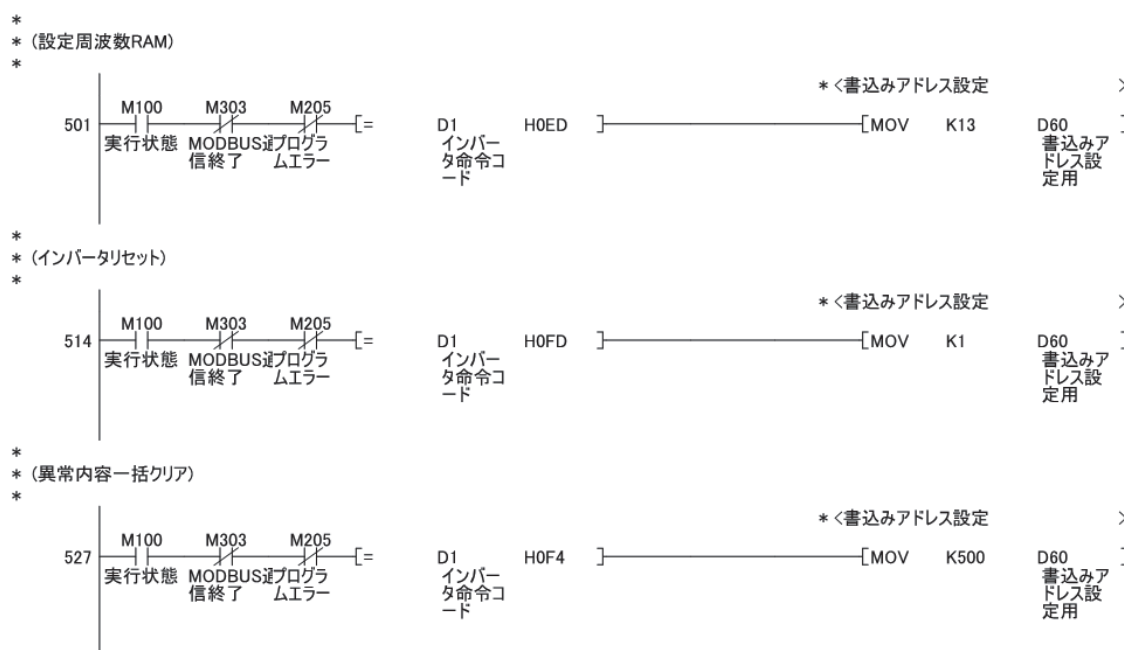 *
* (設定周波数RAM)
*
* <書込みアドレス設定 >
M100 M303 M205
501 [= D1 H0ED ] [MOV K13 D60 ]
実行状態 MODBUS通 プログラ インバー 書込みア
信終了 ムエラー タ命令コ ドレス設
ード 定用
*
* (インバータリセット)
*
* <書込みアドレス設定 >
M100 M303 M205
514 [= D1 H0FD ] [MOV K1 D60 ]
実行状態 MODBUS通 プログラ インバー 書込みア
信終了 ムエラー タ命令コ ドレス設
ード 定用
*
* (異常内容一括クリア)
*
* <書込みアドレス設定 >
M100 M303 M205
527 [= D1 H0F4 ] [MOV K500 D60 ]
実行状態 MODBUS通 プログラ インバー 書込みア
信終了 ムエラー タ命令コ ドレス設
ード 定用